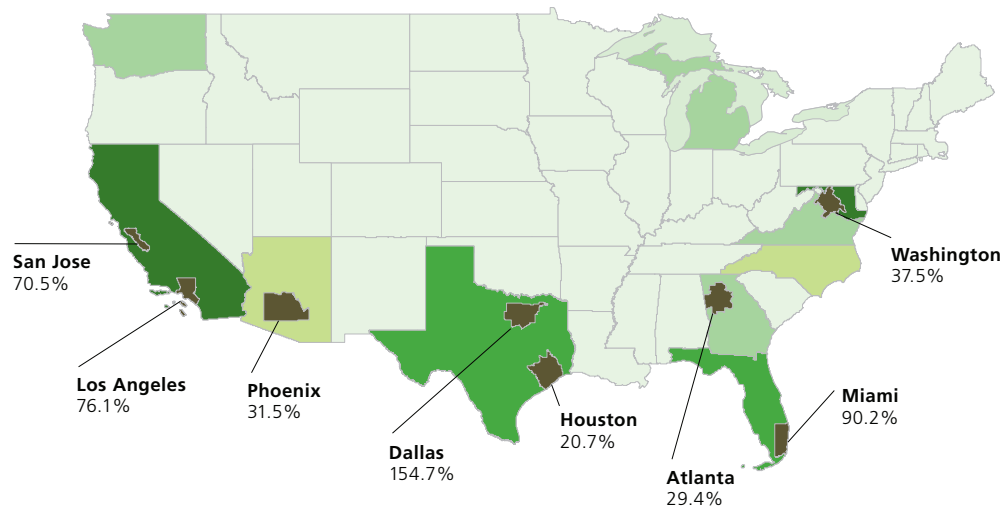 San Jose
70.5%
Los Angeles
76.1%
Phoenix
31.5%
Dallas
154.7%
Houston
20.7%
Atlanta
29.4%
Miami
90.2%
Washington
37.5%